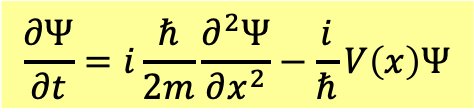 ∂Ψ/∂t = i ħ/2m ∂²Ψ/∂x² − i/ħ V(x)Ψ